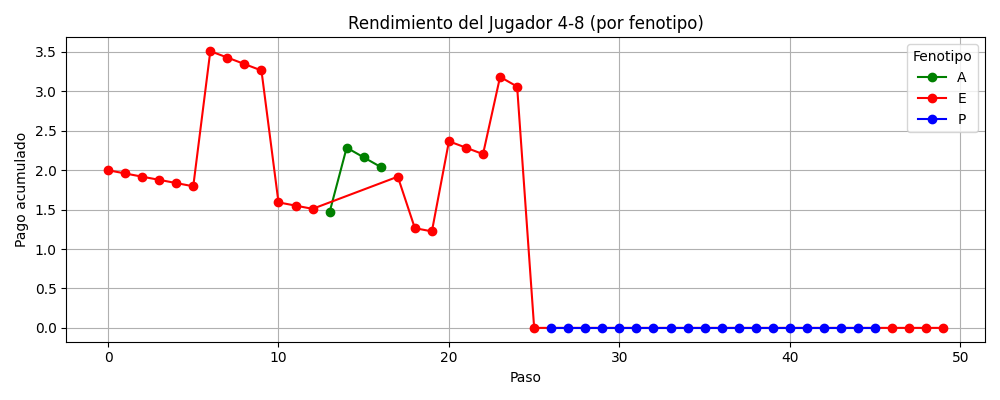 Rendimiento del Jugador 4-8 (por fenotipo)
Pago acumulado
3.5
3.0
2.5
2.0
1.5
1.0
0.5
0.0
0 10 20 30 40 50
Paso
Fenotipo
A
E
P